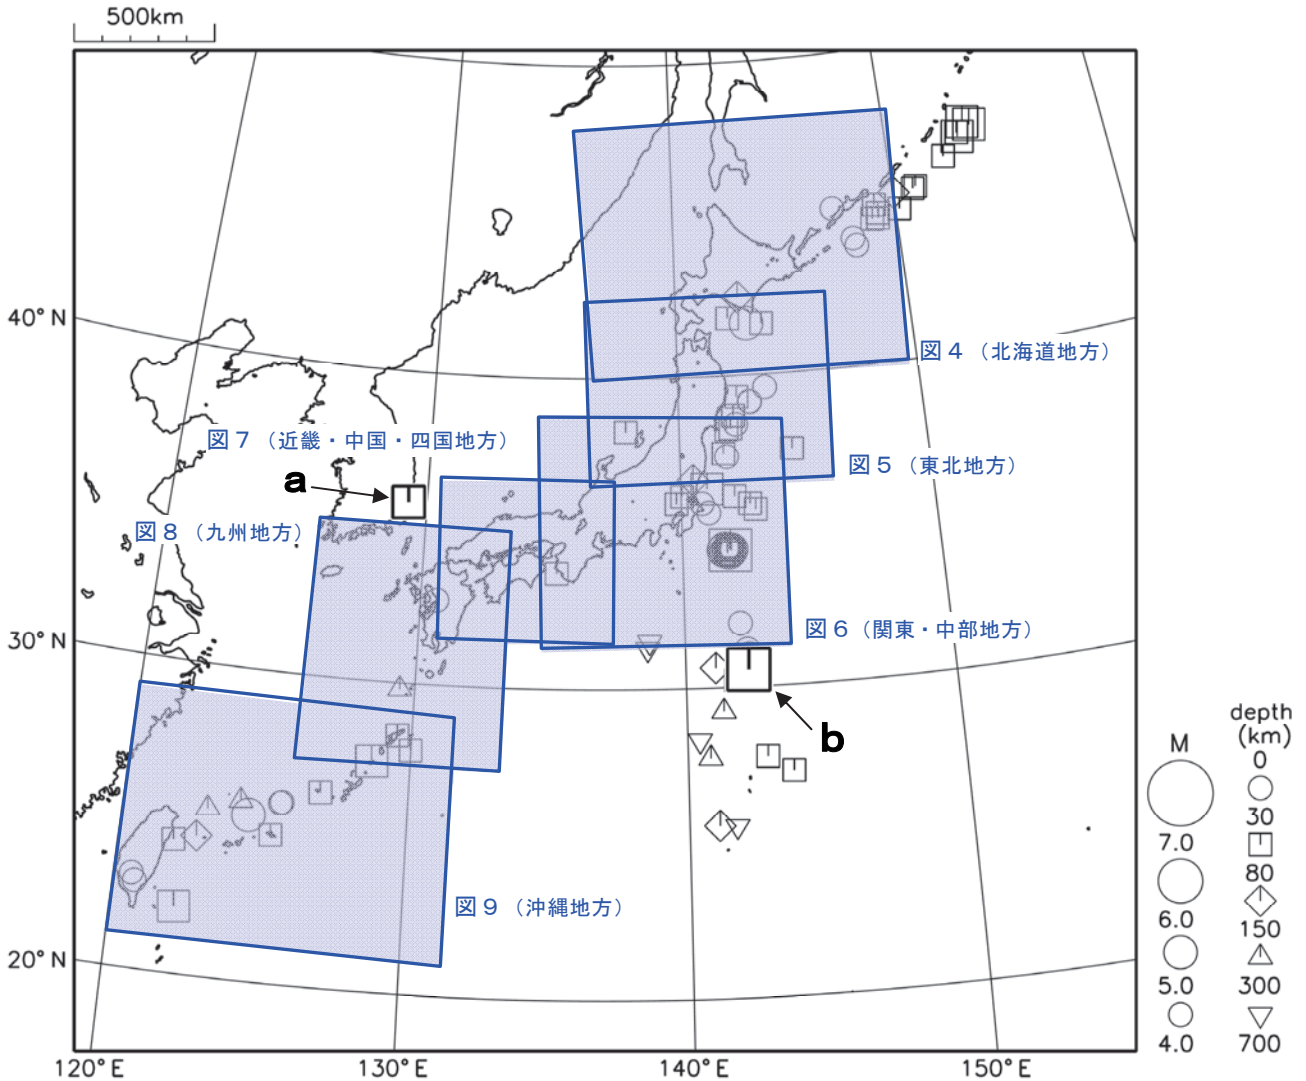 500km
40°N
30°N
20°N
120°E
130°E
140°E
150°E
図４（北海道地方）
図５（東北地方）
図６（関東・中部地方）
図７（近畿・中国・四国地方）
図８（九州地方）
図９（沖縄地方）
a
b
M
7.0
6.0
5.0
4.0
depth
(km)
0
30
80
150
300
700